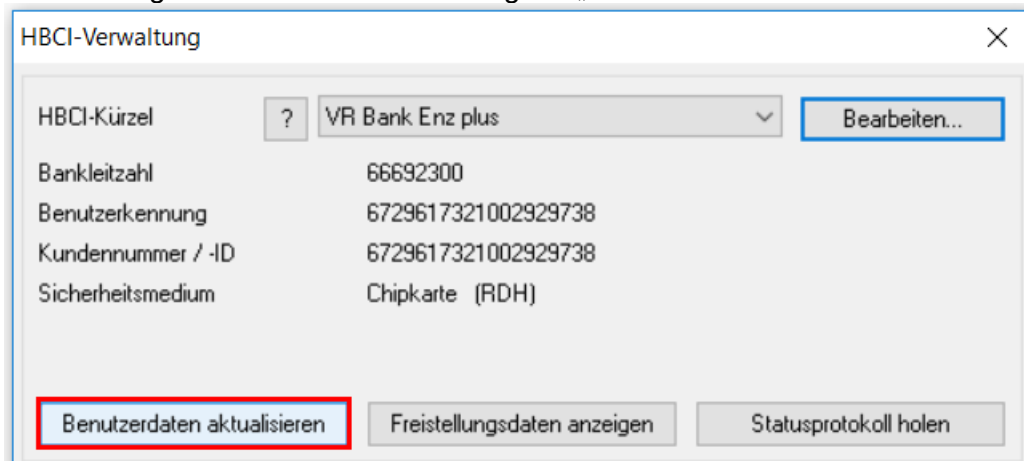 HBCI-Verwaltung
HBCI-Kürzel ? VR Bank Enz plus Bearbeiten...
Bankleitzahl 66692300
Benutzerkennung 6729617321002929738
Kundennummer / -ID 6729617321002929738
Sicherheitsmedium Chipkarte (RDH)
Benutzerdaten aktualisieren Freistellungsdaten anzeigen Statusprotokoll holen